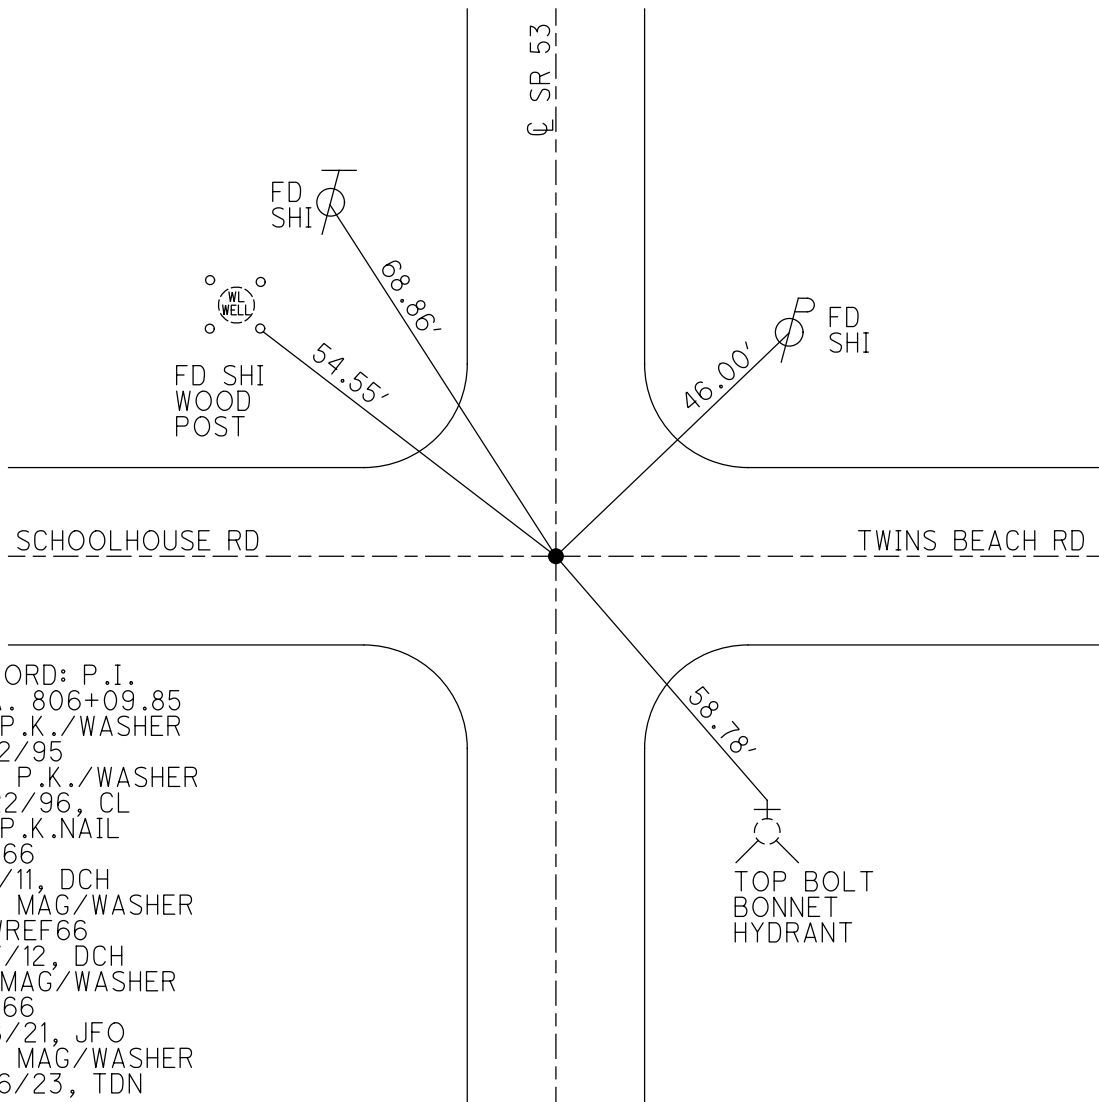 ℄ SR 53
FD
SHI
68.86'
WL
WELL
54.55'
FD SHI
WOOD
POST
46.00'
FD
SHI
SCHOOLHOUSE RD
TWINS BEACH RD
58.78'
TOP BOLT
BONNET
HYDRANT
ORD: P.I.
. 806+09.85
P.K./WASHER
2/95
P.K./WASHER
2/96, CL
P.K.NAIL
66
/11, DCH
MAG/WASHER
REF66
/12, DCH
MAG/WASHER
66
/21, JFO
MAG/WASHER
6/23, TDN